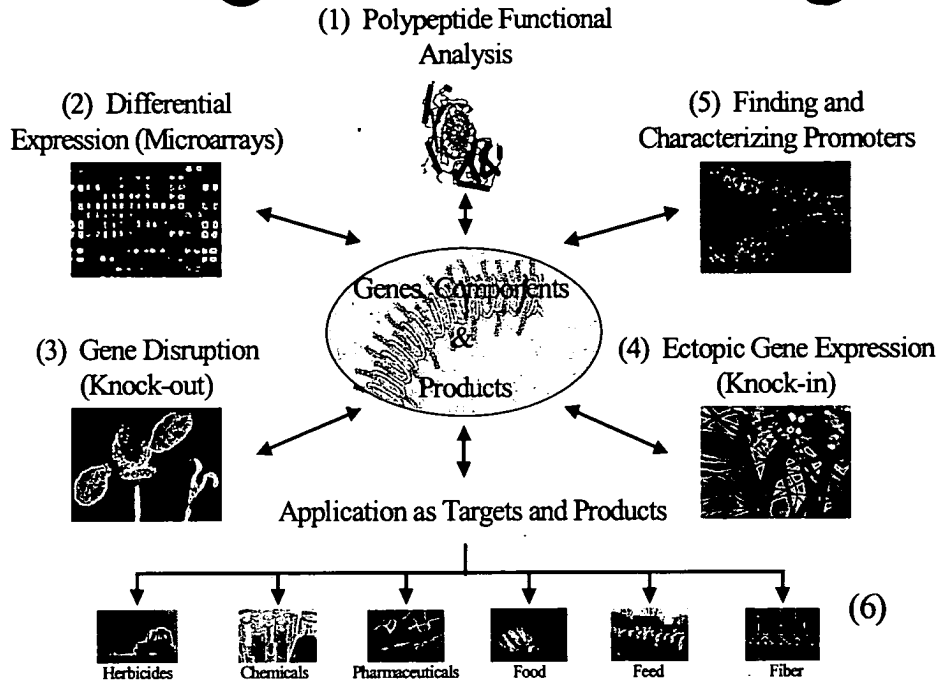 (1) Polypeptide Functional
Analysis
(2) Differential
Expression (Microarrays)
(5) Finding and
Characterizing Promoters
Genes, Components
&
Products
(3) Gene Disruption
(Knock-out)
(4) Ectopic Gene Expression
(Knock-in)
Application as Targets and Products
(6)
Herbicides
Chemicals
Pharmaceuticals
Food
Feed
Fiber